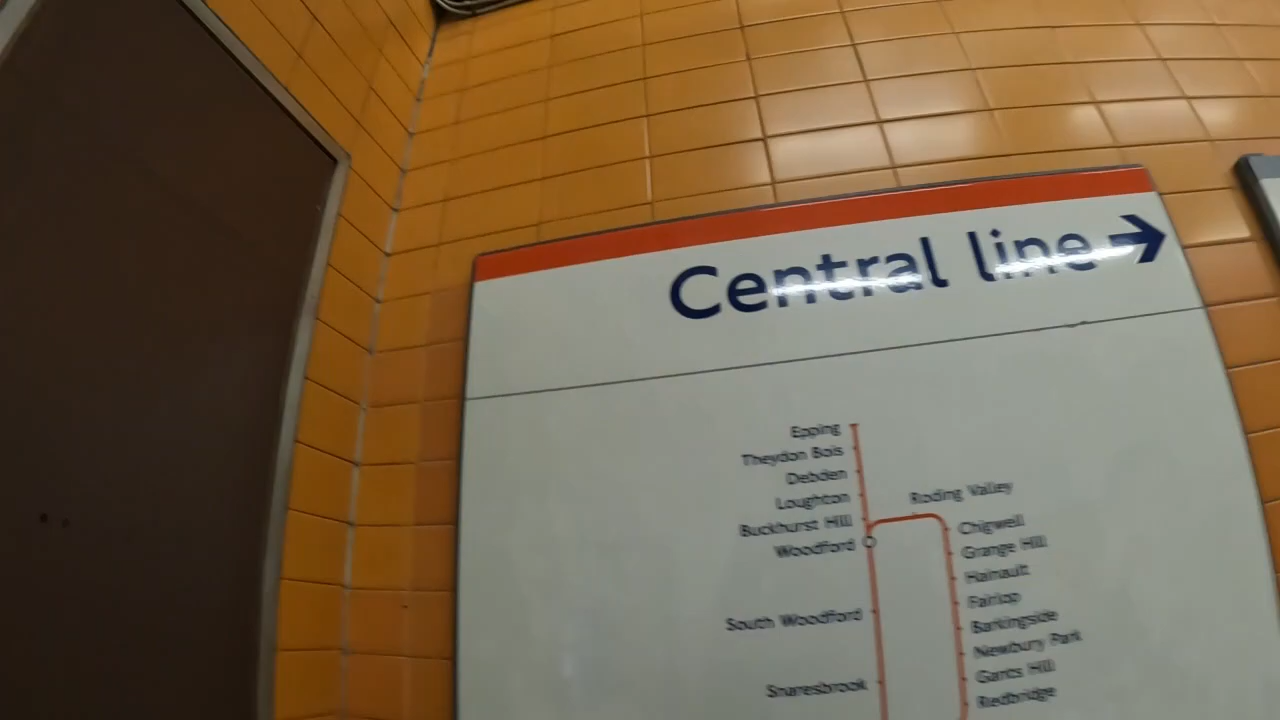 Central line →
Epping
Theydon Bois
Debden
Loughton
Buckhurst Hill
Woodford
South Woodford
Snaresbrook
Roding Valley
Chigwell
Grange Hill
Hainault
Fairlop
Barkingside
Newbury Park
Gants Hill
Redbridge